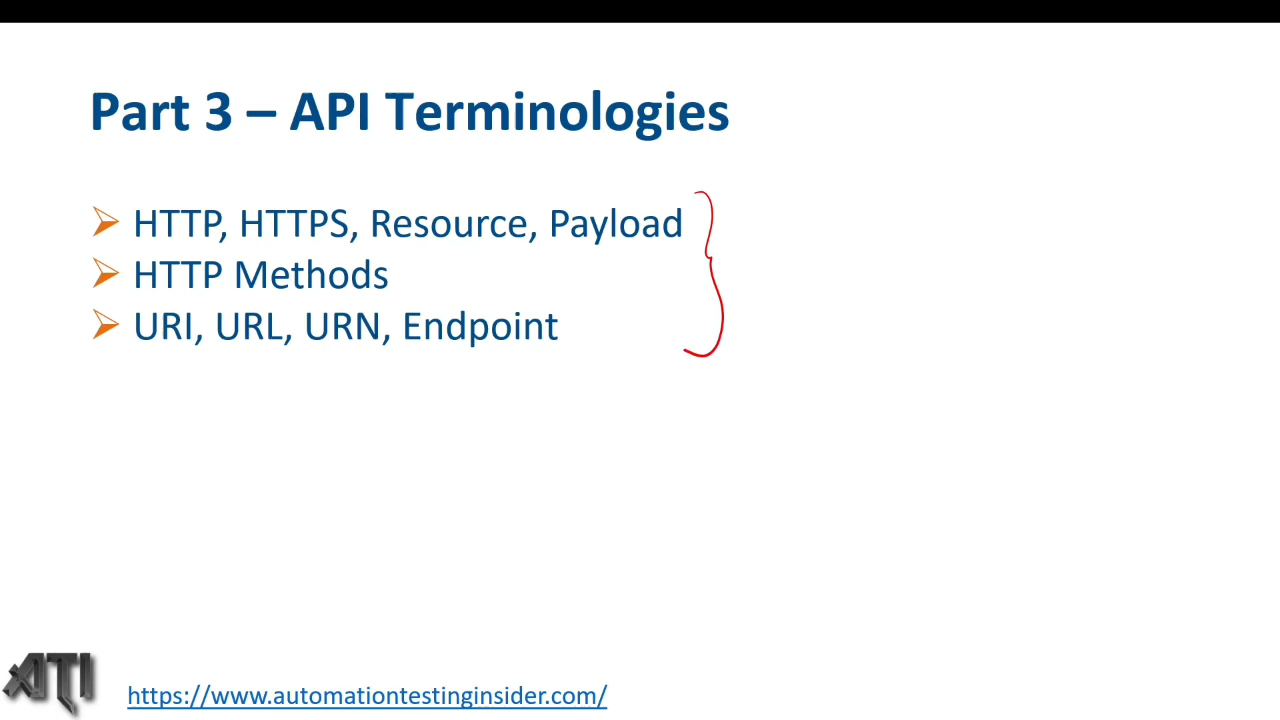 Part 3 – API Terminologies
HTTP, HTTPS, Resource, Payload
HTTP Methods
URI, URL, URN, Endpoint
ATI
https://www.automationtestinginsider.com/